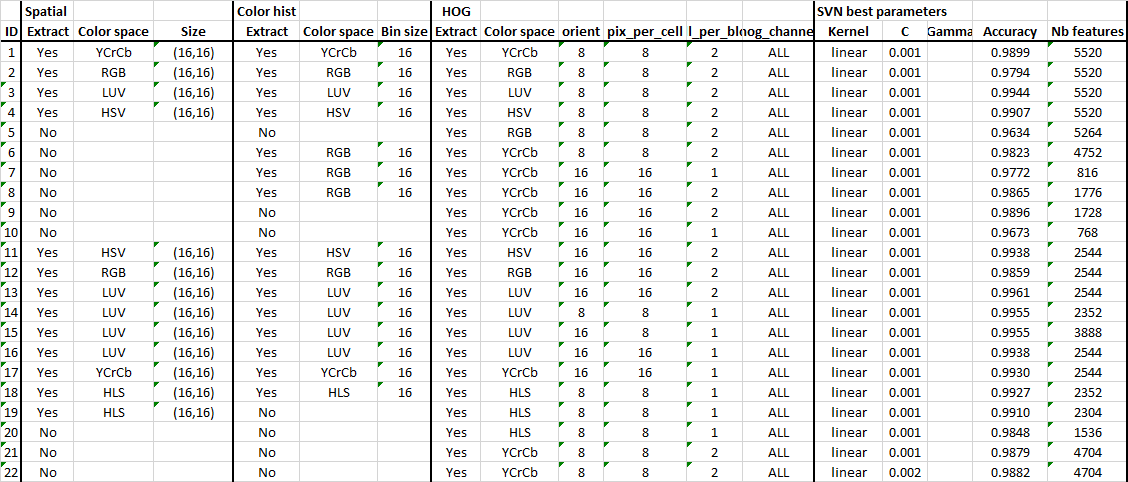 Spatial Color hist HOG SVN best parameters
ID Extract Color space Size Extract Color space Bin size Extract Color space orient pix_per_cell l_per_bl nog_channe Kernel C Gamma Accuracy Nb features
1 Yes YCrCb (16,16) Yes YCrCb 16 Yes YCrCb 8 8 2 ALL linear 0.001 0.9899 5520
2 Yes RGB (16,16) Yes RGB 16 Yes RGB 8 8 2 ALL linear 0.001 0.9794 5520
3 Yes LUV (16,16) Yes LUV 16 Yes LUV 8 8 2 ALL linear 0.001 0.9944 5520
4 Yes HSV (16,16) Yes HSV 16 Yes HSV 8 8 2 ALL linear 0.001 0.9907 5520
5 No No Yes RGB 8 8 2 ALL linear 0.001 0.9634 5264
6 No Yes RGB 16 Yes YCrCb 8 8 2 ALL linear 0.001 0.9823 4752
7 No Yes RGB 16 Yes YCrCb 16 16 1 ALL linear 0.001 0.9772 816
8 No Yes RGB 16 Yes YCrCb 16 16 2 ALL linear 0.001 0.9865 1776
9 No No Yes YCrCb 16 16 2 ALL linear 0.001 0.9896 1728
10 No No Yes YCrCb 16 16 1 ALL linear 0.001 0.9673 768
11 Yes HSV (16,16) Yes HSV 16 Yes HSV 16 16 2 ALL linear 0.001 0.9938 2544
12 Yes RGB (16,16) Yes RGB 16 Yes RGB 16 16 2 ALL linear 0.001 0.9859 2544
13 Yes LUV (16,16) Yes LUV 16 Yes LUV 16 16 2 ALL linear 0.001 0.9961 2544
14 Yes LUV (16,16) Yes LUV 16 Yes LUV 8 8 1 ALL linear 0.001 0.9955 2352
15 Yes LUV (16,16) Yes LUV 16 Yes LUV 16 8 1 ALL linear 0.001 0.9955 3888
16 Yes LUV (16,16) Yes LUV 16 Yes LUV 16 16 1 ALL linear 0.001 0.9938 2544
17 Yes YCrCb (16,16) Yes YCrCb 16 Yes YCrCb 16 16 1 ALL linear 0.001 0.9930 2544
18 Yes HLS (16,16) Yes HLS 16 Yes HLS 8 8 1 ALL linear 0.001 0.9927 2352
19 Yes HLS (16,16) No Yes HLS 8 8 1 ALL linear 0.001 0.9910 2304
20 No No Yes HLS 8 8 1 ALL linear 0.001 0.9848 1536
21 No No Yes YCrCb 8 8 2 ALL linear 0.001 0.9879 4704
22 No No Yes YCrCb 8 8 2 ALL linear 0.002 0.9882 4704